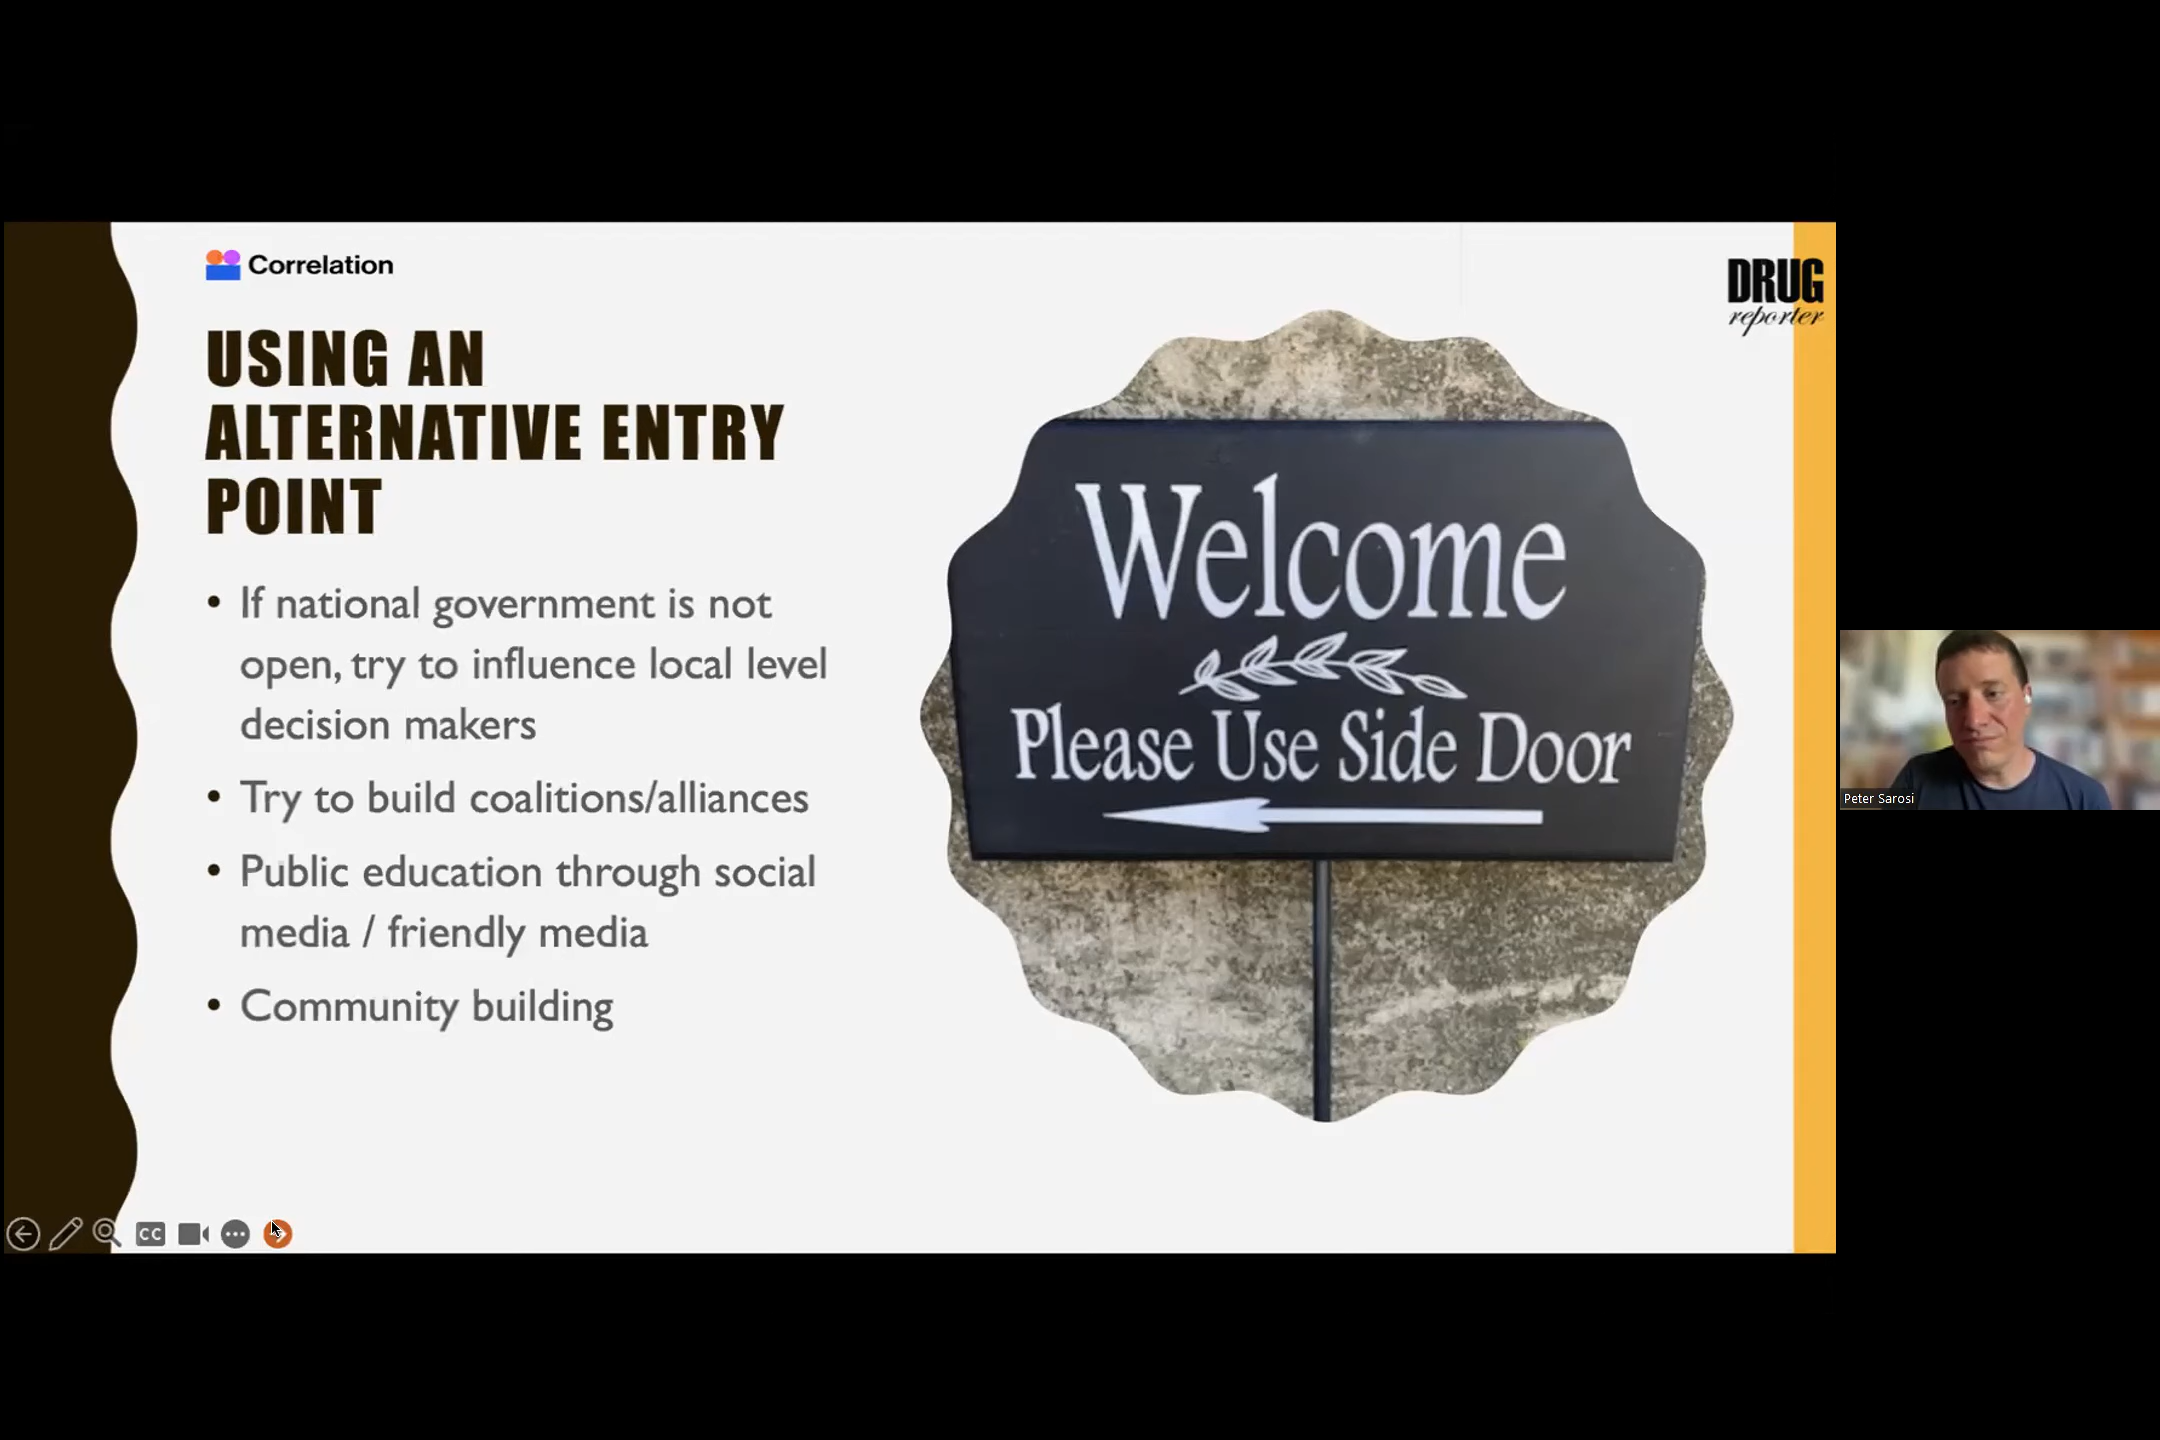 Correlation
DRUG
reporter
USING AN
ALTERNATIVE ENTRY
POINT
• If national government is not
open, try to influence local level
decision makers
• Try to build coalitions/alliances
• Public education through social
media / friendly media
• Community building
Welcome
Please Use Side Door
Peter Sarosi
CC